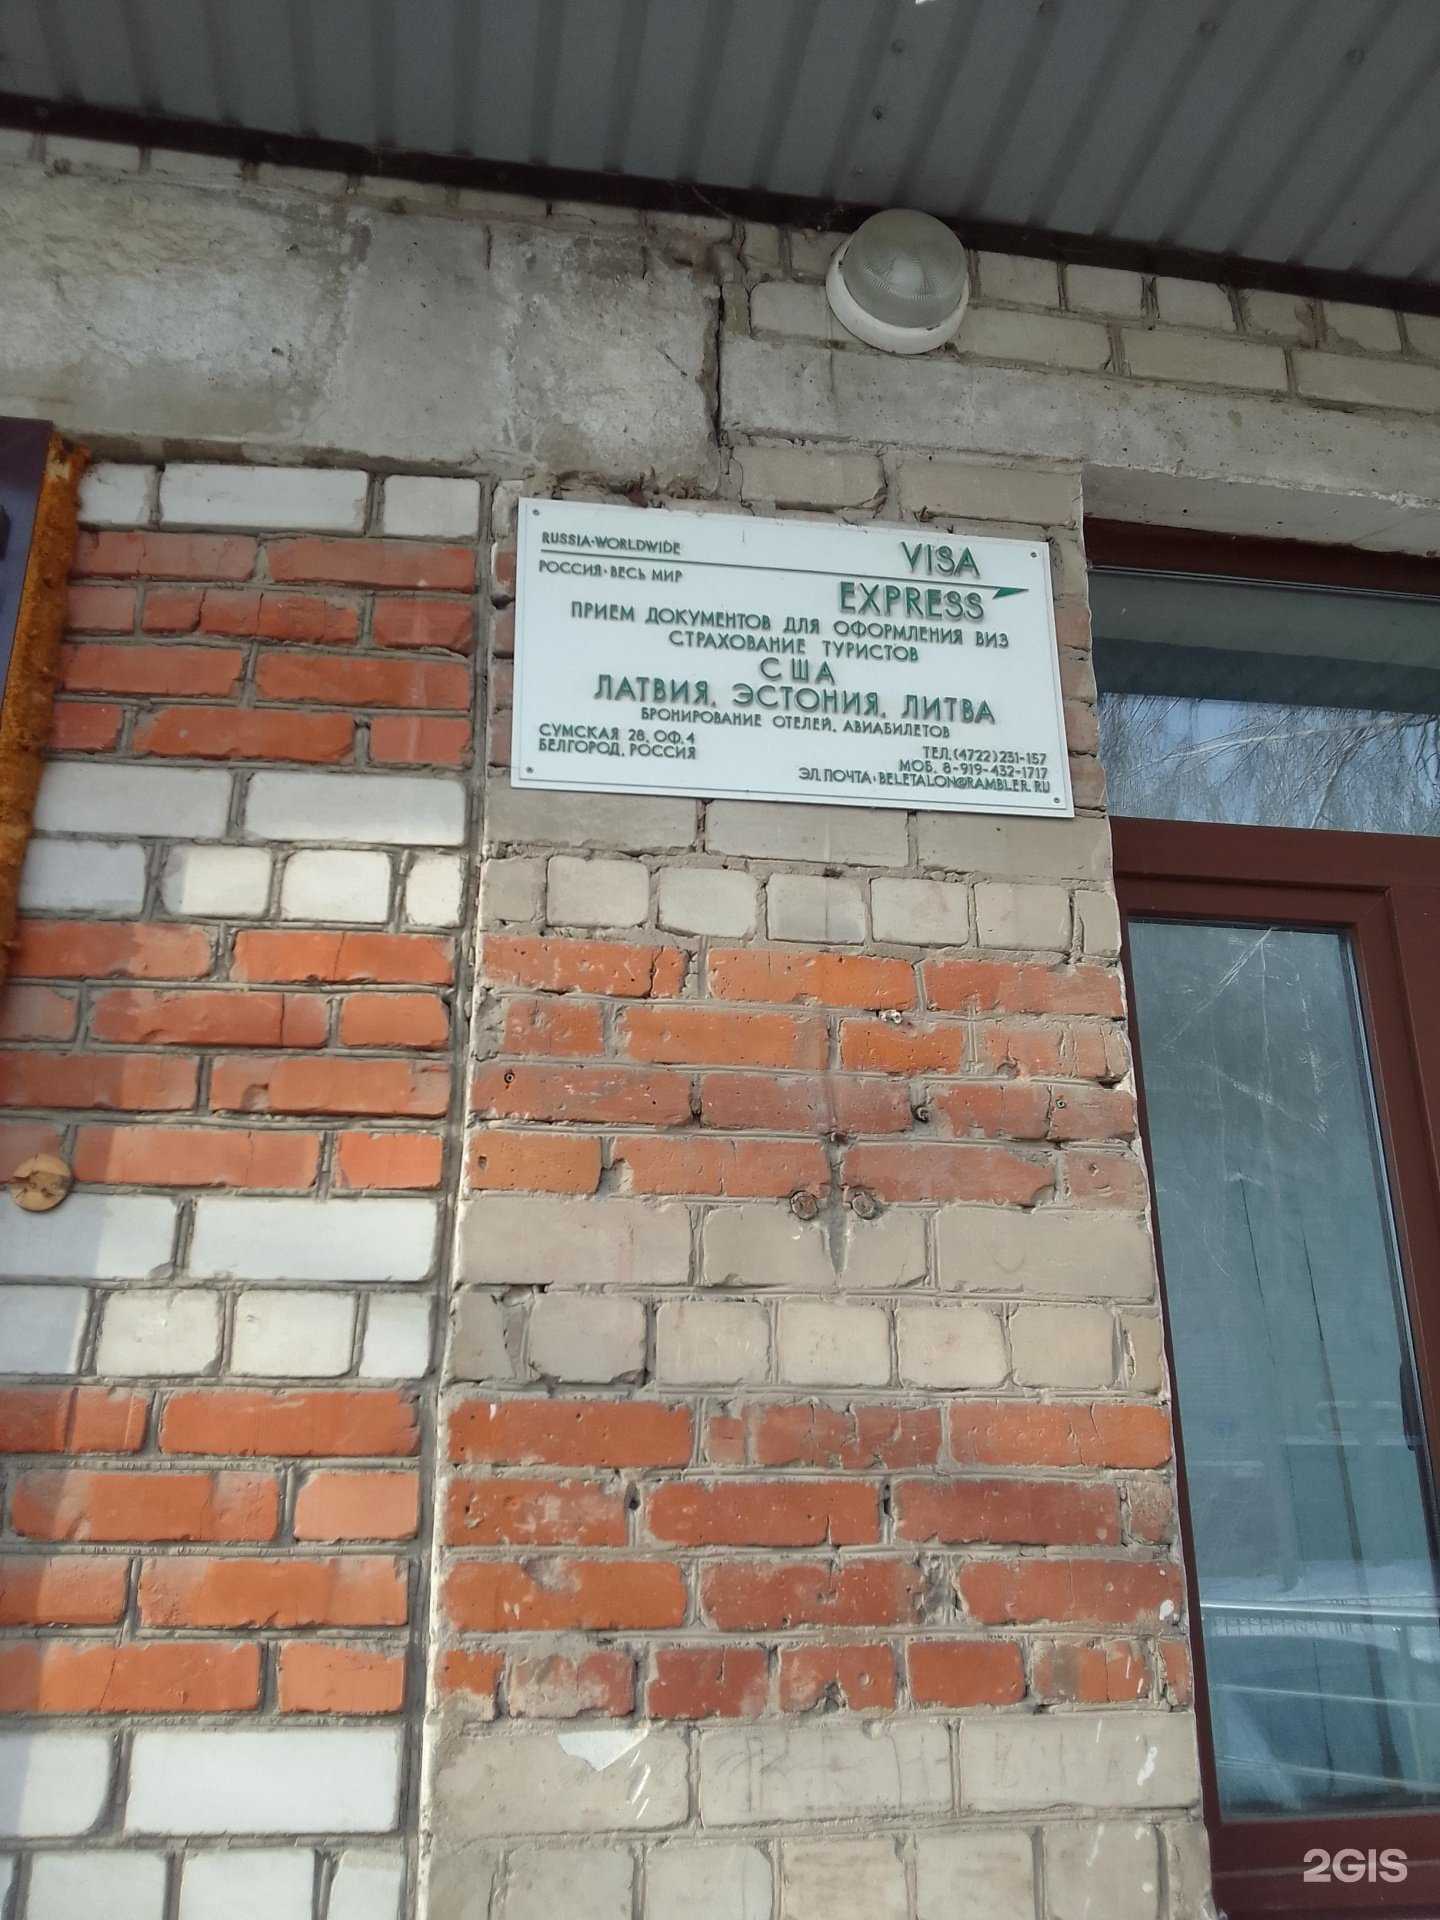 RUSSIA·WORLDWIDE
РОССИЯ·ВЕСЬ МИР
VISA
EXPRESS
ПРИЕМ ДОКУМЕНТОВ ДЛЯ ОФОРМЛЕНИЯ ВИЗ
СТРАХОВАНИЕ ТУРИСТОВ
США
ЛАТВИЯ, ЭСТОНИЯ, ЛИТВА
БРОНИРОВАНИЕ ОТЕЛЕЙ, АВИАБИЛЕТОВ
СУМСКАЯ 28, ОФ.4
БЕЛГОРОД, РОССИЯ
ТЕЛ.(4722)231-157
МОБ. 8-919-432-1717
ЭЛ.ПОЧТА·BELETALON@RAMBLER.RU
2GIS